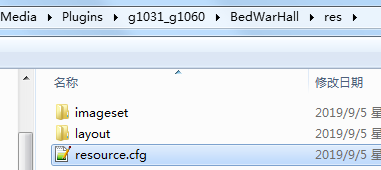 Media ▸ Plugins ▸ g1031_g1060 ▸ BedWarHall ▸ res ▸
名称 修改日期
imageset 2019/9/5 星
layout 2019/9/5 星
resource.cfg 2019/9/5 星